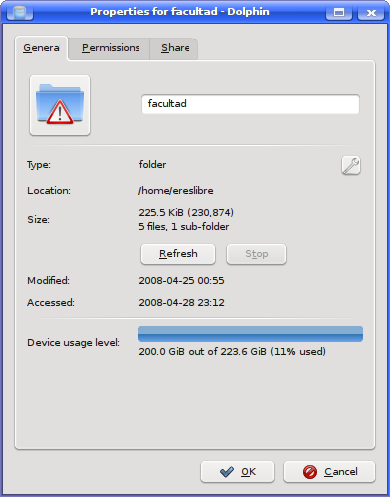 Properties for facultad - Dolphin
Genera Permissions Share
facultad
Type: folder
Location: /home/ereslibre
Size: 225.5 KiB (230,874)
5 files, 1 sub-folder
Refresh Stop
Modified: 2008-04-25 00:55
Accessed: 2008-04-28 23:12
Device usage level:
200.0 GiB out of 223.6 GiB (11% used)
OK Cancel